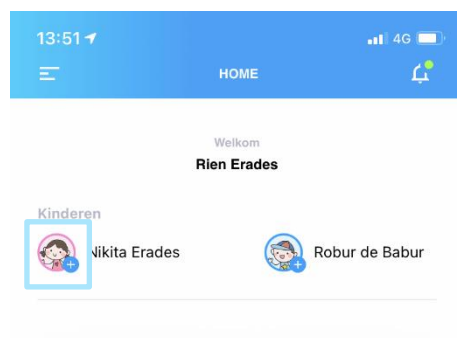 13:51 4G
HOME
Welkom
Rien Erades
Kinderen
Nikita Erades Robur de Babur